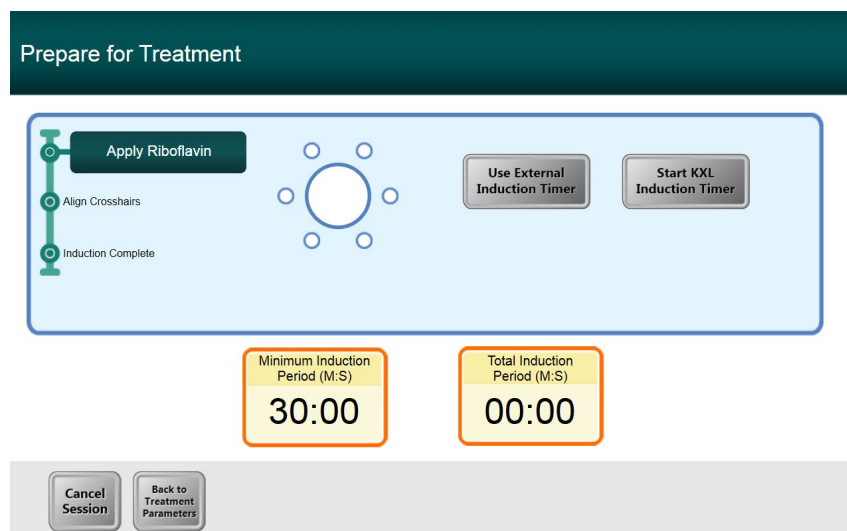 Prepare for Treatment
Apply Riboflavin
Align Crosshairs
Induction Complete
Use External
Induction Timer
Start KXL
Induction Timer
Minimum Induction
Period (M:S)
30:00
Total Induction
Period (M:S)
00:00
Cancel
Session
Back to
Treatment
Parameters